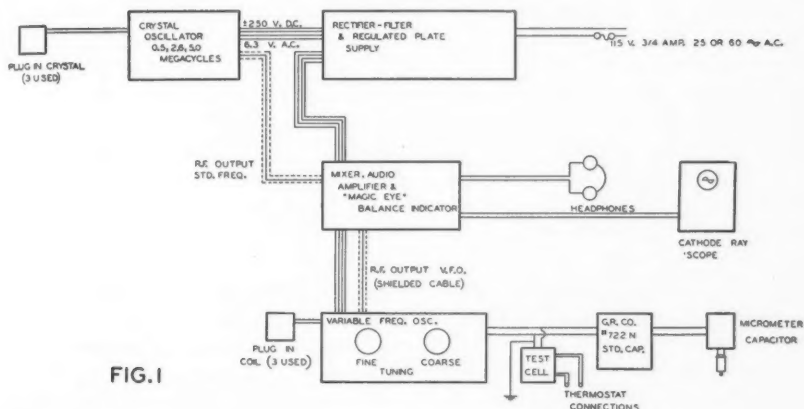 CRYSTAL
OSCILLATOR
0.5, 2.8, 5.0
MEGACYCLES
PLUG IN CRYSTAL
(3 USED)
±250 V. D.C.
6.3 V. A.C.
RECTIFIER-FILTER
& REGULATED PLATE
SUPPLY
115 V. 3/4 AMP. 25 OR 60 ~ A.C.
R.F. OUTPUT
STD. FREQ.
MIXER, AUDIO
AMPLIFIER &
"MAGIC EYE"
BALANCE INDICATOR
HEADPHONES
CATHODE RAY
'SCOPE
R.F. OUTPUT V.F.O.
(SHIELDED CABLE)
PLUG IN
COIL (3 USED)
VARIABLE FREQ. OSC.
FINE COARSE
TUNING
TEST
CELL
THERMOSTAT
CONNECTIONS
G.R. CO.
#722 N
STD. CAP.
MICROMETER
CAPACITOR
FIG. 1